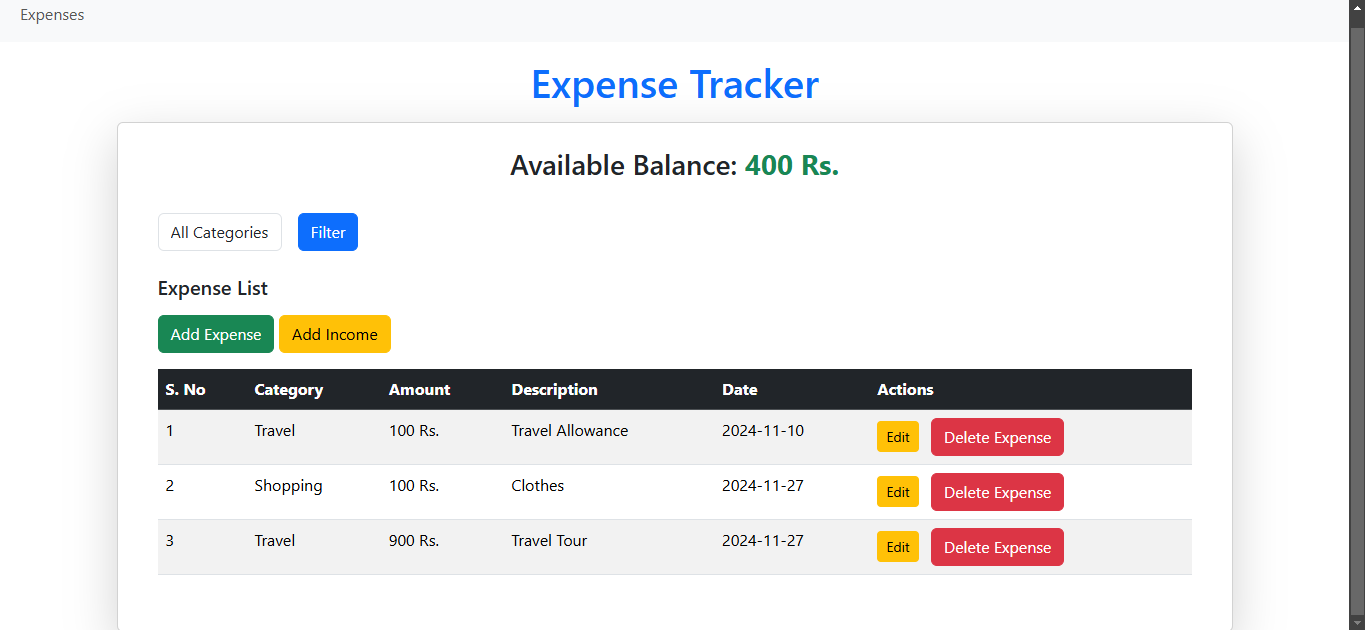 Expenses
Expense Tracker
Available Balance: 400 Rs.
All Categories Filter
Expense List
Add Expense Add Income
S. No Category Amount Description Date Actions
1 Travel 100 Rs. Travel Allowance 2024-11-10 Edit Delete Expense
2 Shopping 100 Rs. Clothes 2024-11-27 Edit Delete Expense
3 Travel 900 Rs. Travel Tour 2024-11-27 Edit Delete Expense